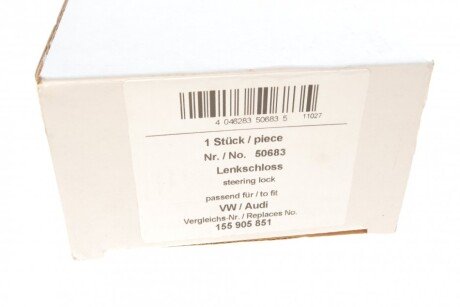 4 046283 50683 5 11027
1 Stück / piece
Nr. / No. 50683
Lenkschloss
steering lock
passend für / to fit
VW / Audi
Vergleichs-Nr. / Replaces No.
155 905 851